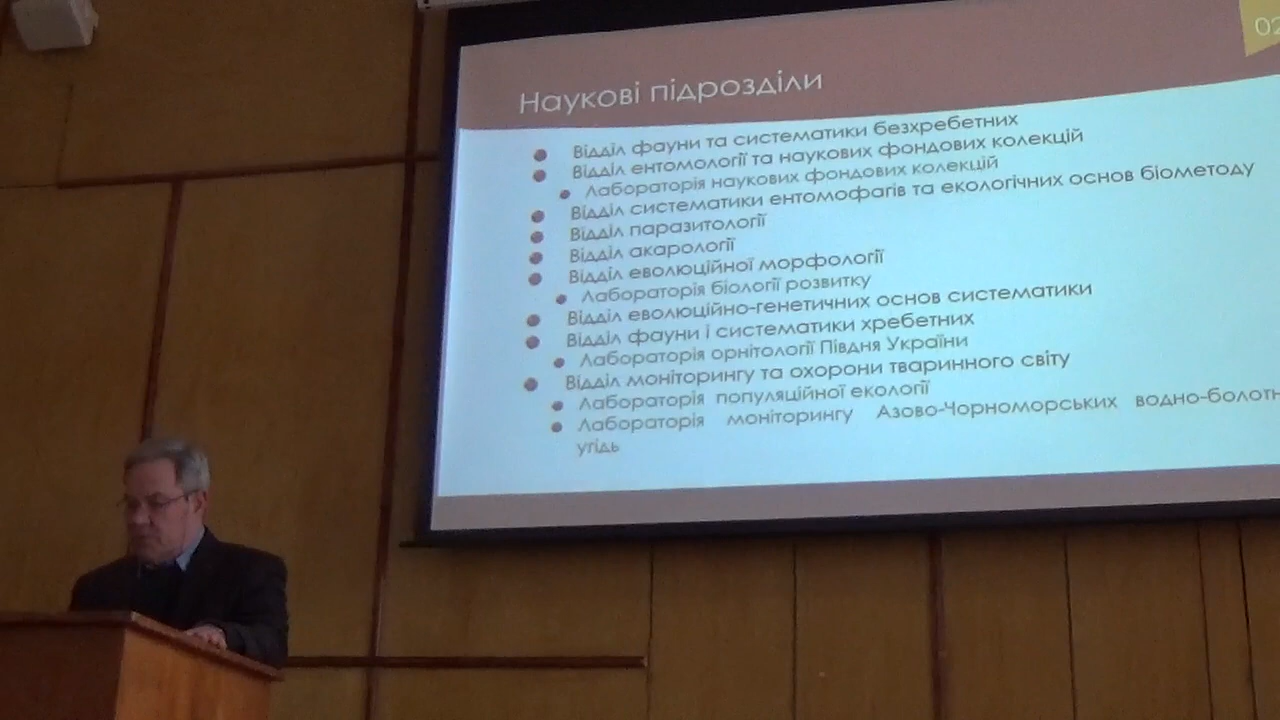 02
Наукові підрозділи
Відділ фауни та систематики безхребетних
Відділ ентомології та наукових фондових колекцій
Лабораторія наукових фондових колекцій
Відділ систематики ентомофагів та екологічних основ біометоду
Відділ паразитології
Відділ акарології
Відділ еволюційної морфології
Лабораторія біології розвитку
Відділ еволюційно-генетичних основ систематики
Відділ фауни і систематики хребетних
Лабораторія орнітології Півдня України
Відділ моніторингу та охорони тваринного світу
Лабораторія популяційної екології
Лабораторія моніторингу Азово-Чорноморських водно-болотн
угідь